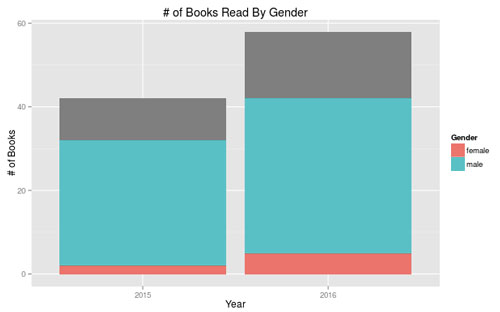 # of Books Read By Gender
# of Books
60
40
20
0
2015 2016
Year
Gender
female
male